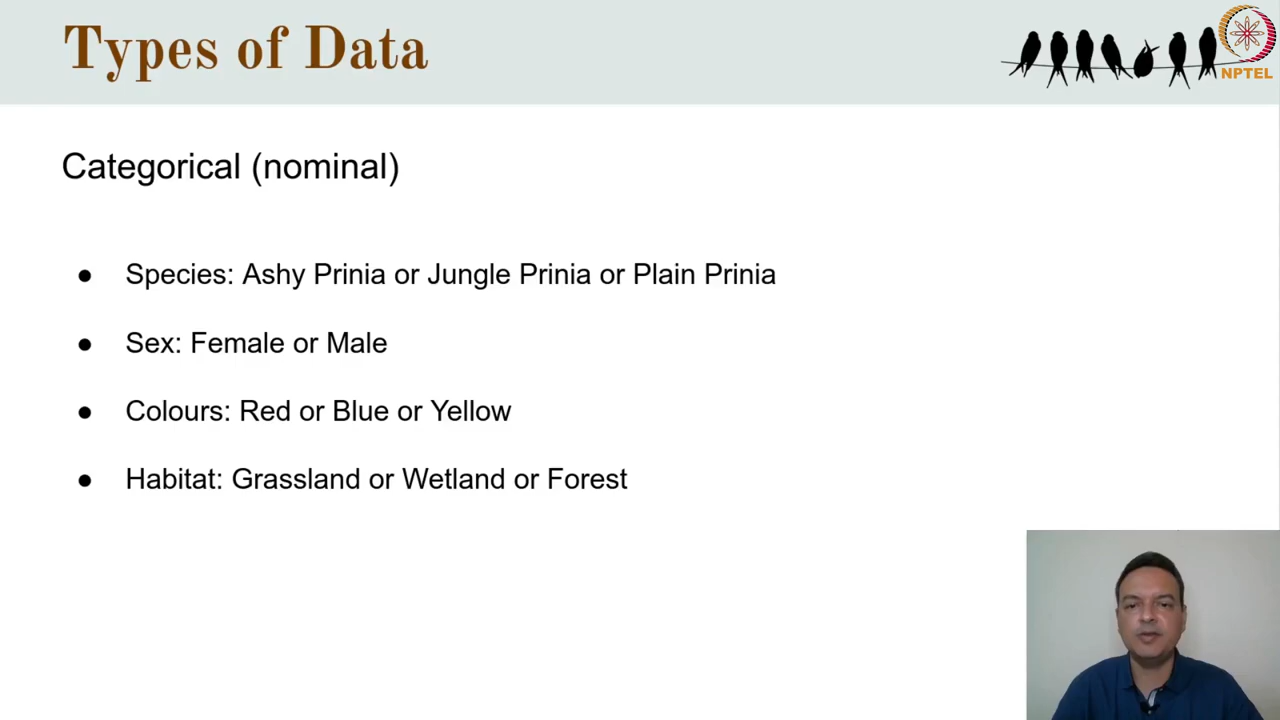 Types of Data
NPTEL
Categorical (nominal)
● Species: Ashy Prinia or Jungle Prinia or Plain Prinia
● Sex: Female or Male
● Colours: Red or Blue or Yellow
● Habitat: Grassland or Wetland or Forest